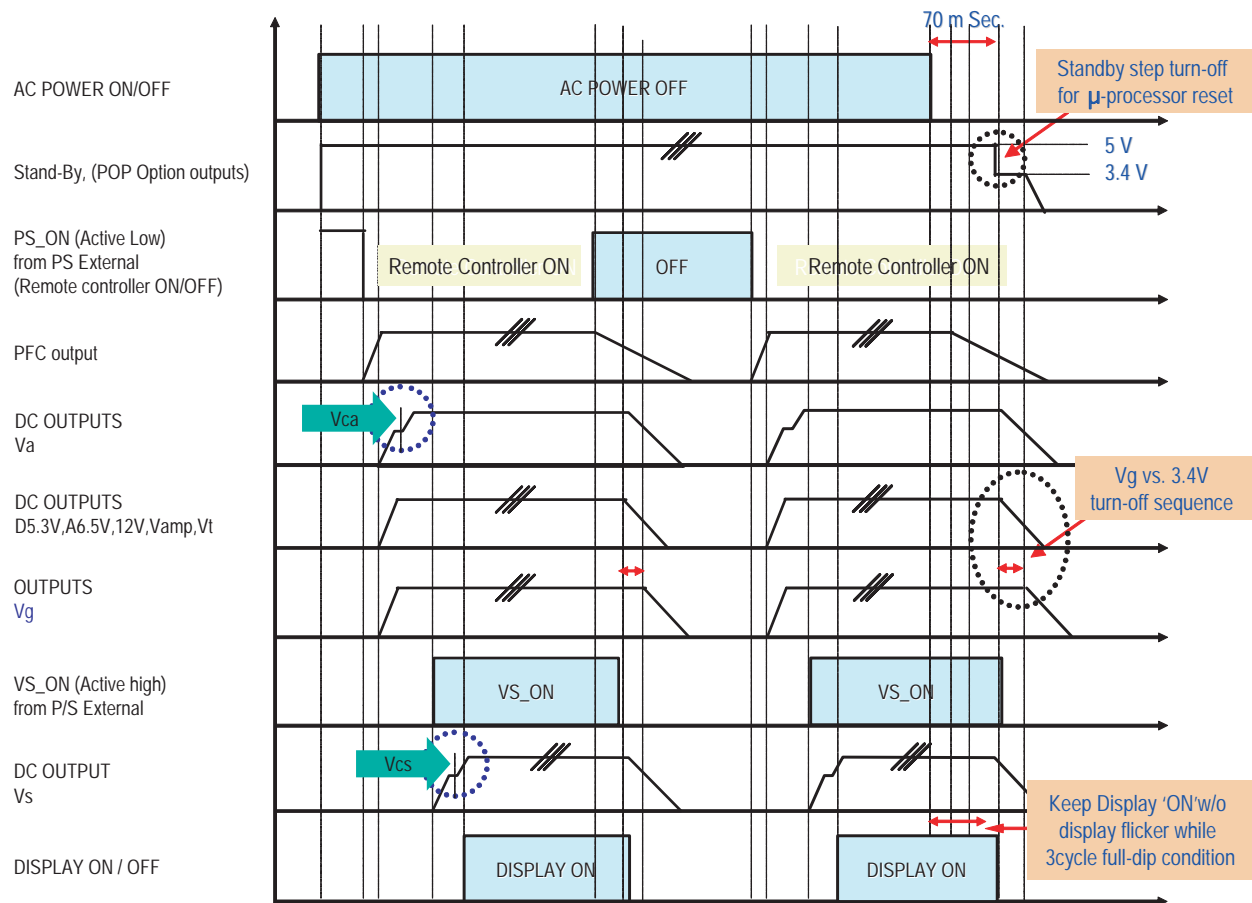 70 m Sec.
AC POWER ON/OFF
AC POWER OFF
Standby step turn-off
for µ-processor reset
Stand-By, (POP Option outputs)
5 V
3.4 V
PS_ON (Active Low)
from PS External
(Remote controller ON/OFF)
Remote Controller ON
OFF
Remote Controller ON
PFC output
DC OUTPUTS
Va
Vca
DC OUTPUTS
D5.3V,A6.5V,12V,Vamp,Vt
Vg vs. 3.4V
turn-off sequence
OUTPUTS
Vg
VS_ON (Active high)
from P/S External
VS_ON
VS_ON
DC OUTPUT
Vs
Vcs
Keep Display ‘ON’w/o
display flicker while
3cycle full-dip condition
DISPLAY ON / OFF
DISPLAY ON
DISPLAY ON